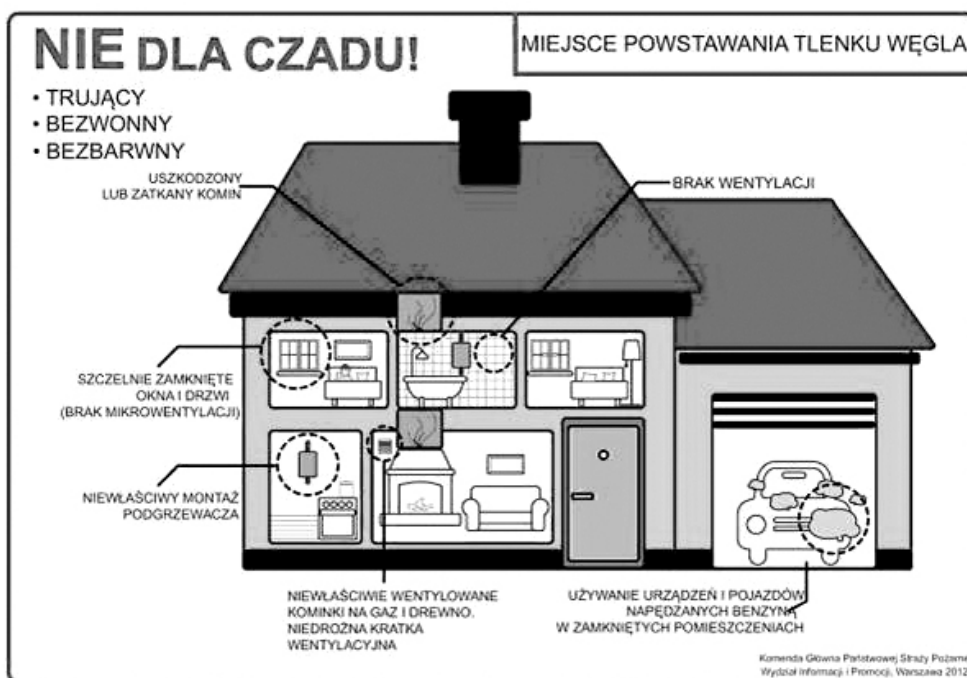 NIE DLA CZADU!
MIEJSCE POWSTAWANIA TLENKU WĘGLA
• TRUJĄCY
• BEZWONNY
• BEZBARWNY
USZKODZONY
LUB ZATKANY KOMIN
BRAK WENTYLACJI
SZCZELNIE ZAMKNIĘTE
OKNA I DRZWI
(BRAK MIKROWENTYLACJI)
NIEWŁAŚCIWY MONTAŻ
PODGRZEWACZA
NIEWŁAŚCIWIE WENTYLOWANE
KOMINKI NA GAZ I DREWNO.
NIEDROŻNA KRATKA
WENTYLACYJNA
UŻYWANIE URZĄDZEŃ I POJAZDÓW
NAPĘDZANYCH BENZYNĄ
W ZAMKNIĘTYCH POMIESZCZENIACH
Komenda Główna Państwowej Straży Pożarne
Wydział Informacji i Promocji, Warszawa 2012